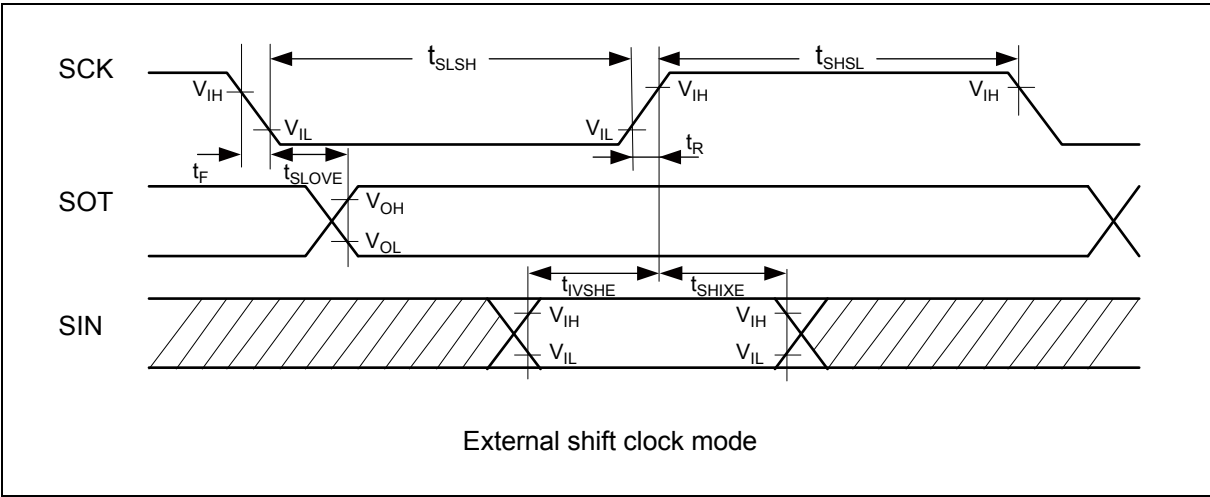 SCK
tSLSH
tSHSL
VIH
VIL
VIL
VIH
VIH
tF
tSLOVE
tR
SOT
VOH
VOL
tIVSHE
tSHIXE
SIN
VIH
VIL
VIH
VIL
External shift clock mode